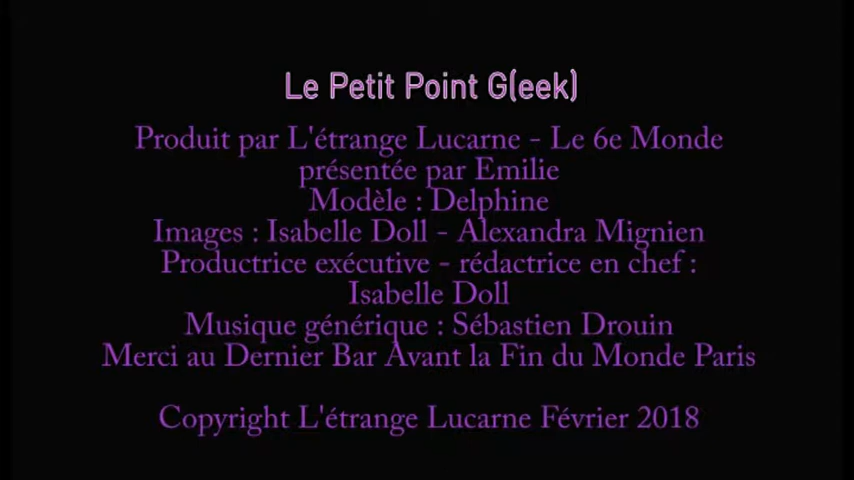 Le Petit Point G(eek)
Produit par L'étrange Lucarne - Le 6e Monde
présentée par Emilie
Modèle : Delphine
Images : Isabelle Doll - Alexandra Mignien
Productrice exécutive - rédactrice en chef :
Isabelle Doll
Musique générique : Sébastien Drouin
Merci au Dernier Bar Avant la Fin du Monde Paris
Copyright L'étrange Lucarne Février 2018